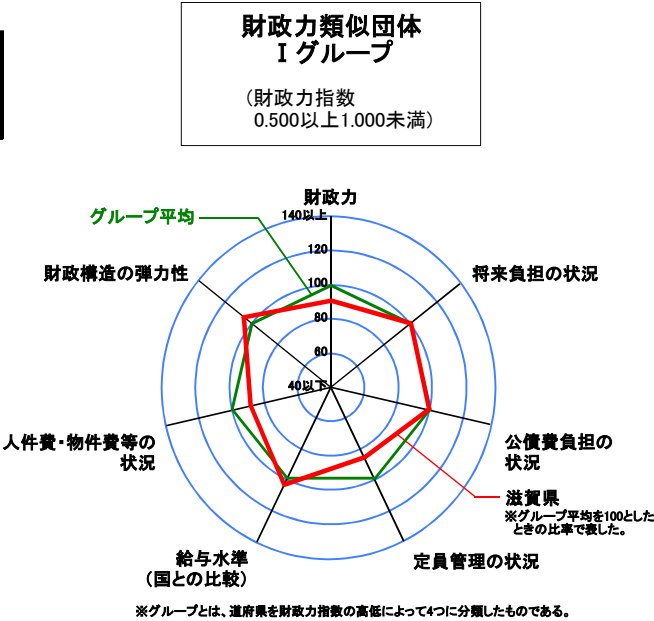 財政力類似団体
Ⅰグループ
（財政力指数
0.500以上1.000未満）
財政力
140以上
グループ平均
120
財政構造の弾力性
将来負担の状況
100
80
60
40以下
人件費・物件費等の
状況
公債費負担の
状況
滋賀県
※グループ平均を100とした
ときの比率で表した。
給与水準
（国との比較）
定員管理の状況
※グループとは、道府県を財政力指数の高低によって4つに分類したものである。